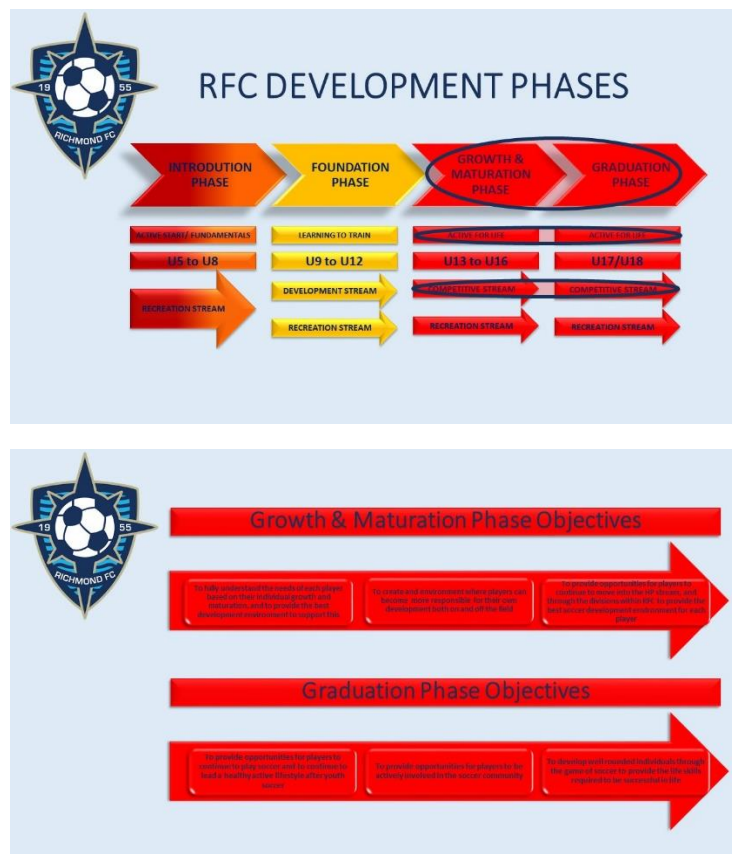 19 55
RICHMOND FC
RFC DEVELOPMENT PHASES
INTRODUTION
PHASE
FOUNDATION
PHASE
GROWTH &
MATURATION
PHASE
GRADUATION
PHASE
ACTIVE START/ FUNDAMENTALS
LEARNING TO TRAIN
ACTIVE FOR LIFE
ACTIVE FOR LIFE
U5 to U8
U9 to U12
U13 to U16
U17/U18
RECREATION STREAM
DEVELOPMENT STREAM
COMPETITIVE STREAM
COMPETITIVE STREAM
RECREATION STREAM
RECREATION STREAM
RECREATION STREAM
19 55
RICHMOND FC
Growth & Maturation Phase Objectives
To fully understand the needs of each player
based on their individual growth and
maturation, and to provide the best
development environment to support this
To create and environment where players can
become more responsible for their own
development both on and off the field
To provide opportunities for players to
continue to move into the HP stream, and
through the divisions within RFC to provide the
best soccer development environment for each
player
Graduation Phase Objectives
To provide opportunities for players to
continue to play soccer and to continue to
lead a healthy active lifestyle after youth
soccer
To provide opportunities for players to be
actively involved in the soccer community
To develop well rounded individuals through
the game of soccer to provide the life skills
required to be successful in life